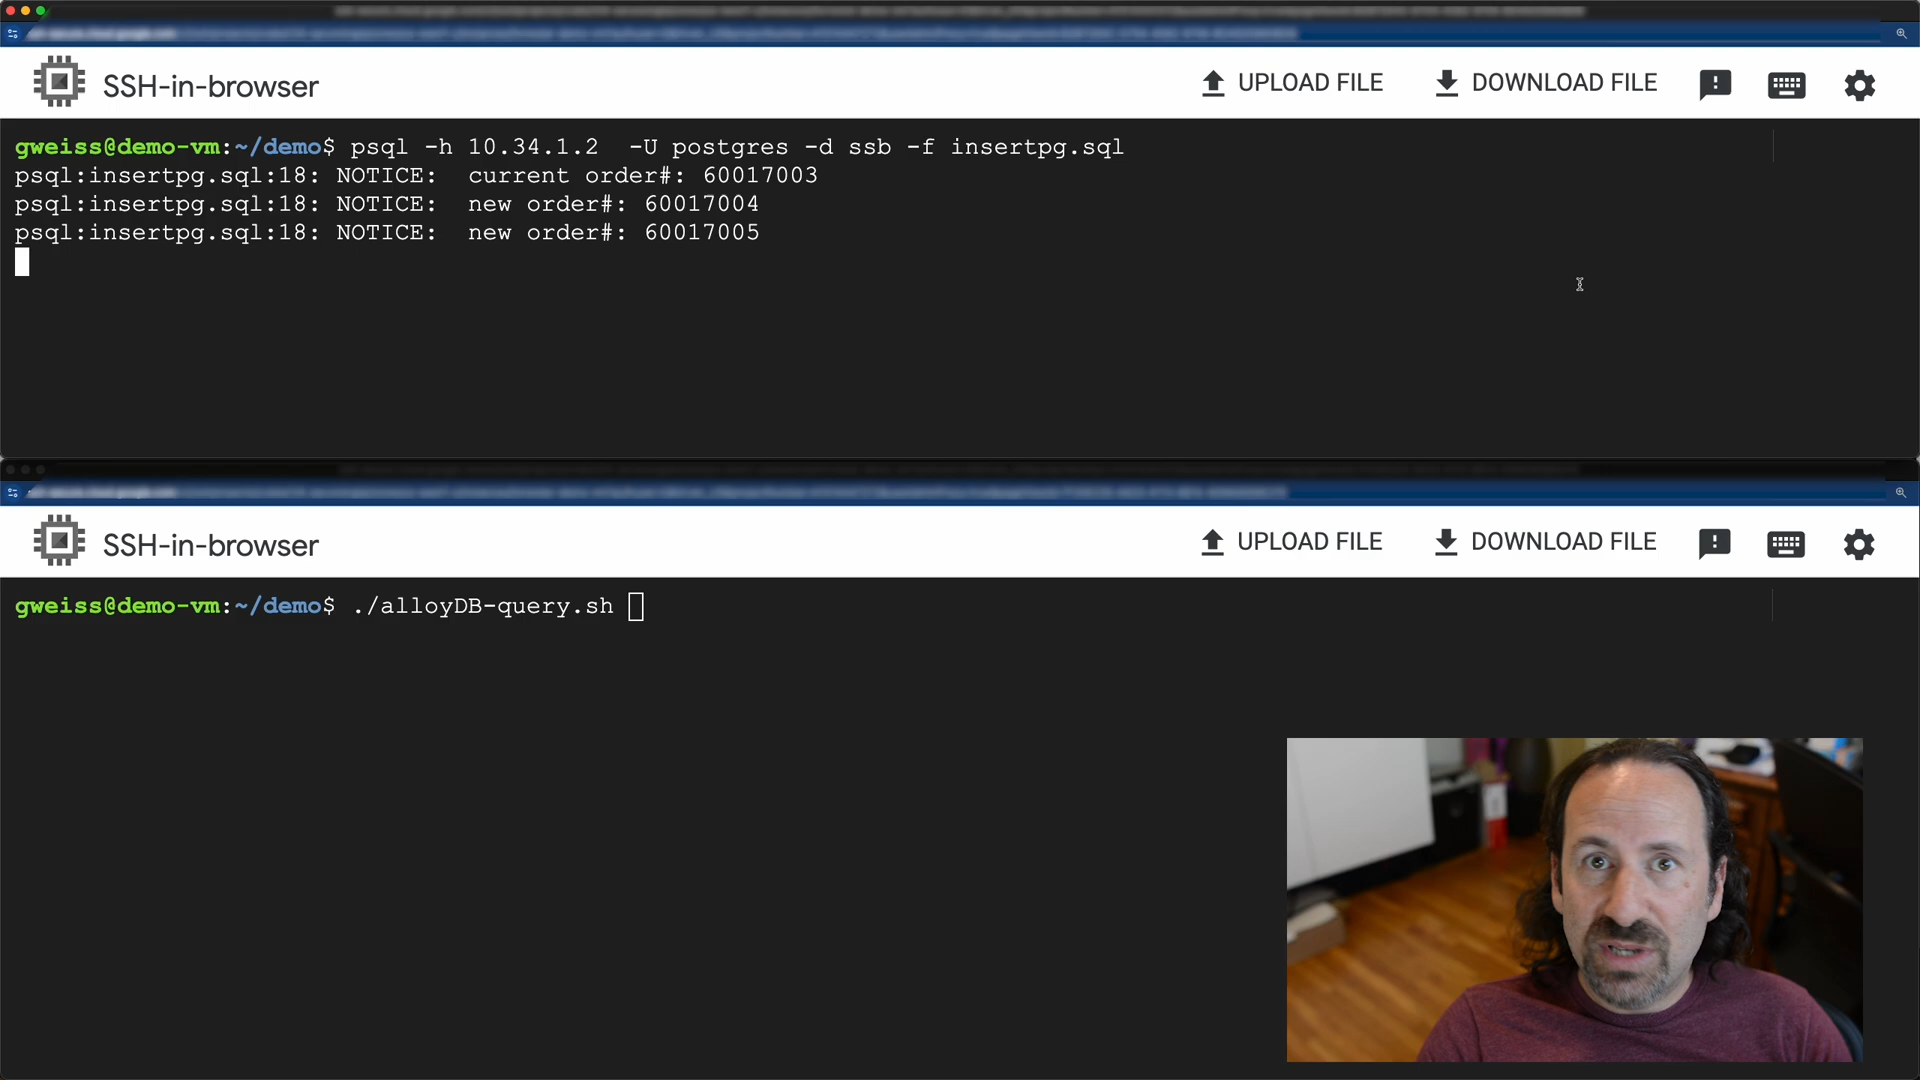 SSH-in-browser
UPLOAD FILE
DOWNLOAD FILE
gweiss@demo-vm:~/demo$ psql -h 10.34.1.2  -U postgres -d ssb -f insertpg.sql
psql:insertpg.sql:18: NOTICE:  current order#: 60017003
psql:insertpg.sql:18: NOTICE:  new order#: 60017004
psql:insertpg.sql:18: NOTICE:  new order#: 60017005
SSH-in-browser
UPLOAD FILE
DOWNLOAD FILE
gweiss@demo-vm:~/demo$ ./alloyDB-query.sh